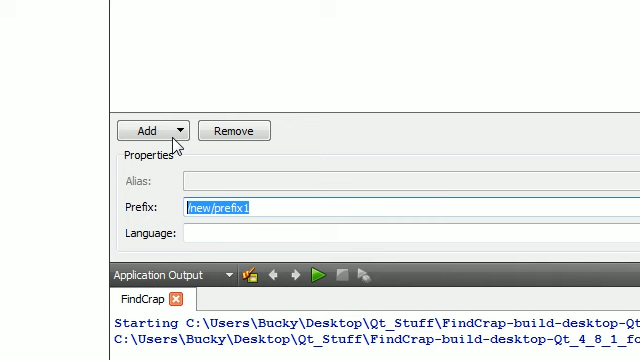 Add
Remove
Properties
Alias:
Prefix: /new/prefix1
Language:
Application Output
FindCrap
Starting C:\Users\Bucky\Desktop\Qt_Stuff\FindCrap-build-desktop-Qt
C:\Users\Bucky\Desktop\Qt_Stuff\FindCrap-build-desktop-Qt_4_8_1_fo